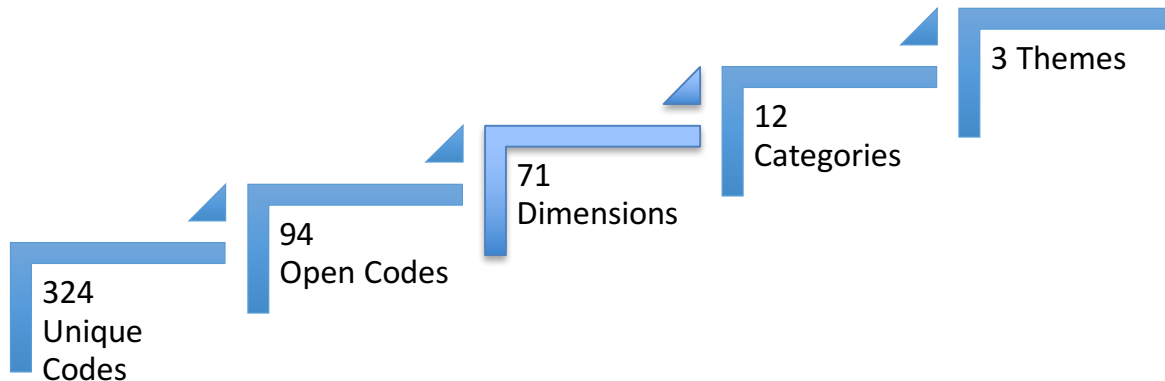 324
Unique
Codes
94
Open Codes
71
Dimensions
12
Categories
3 Themes